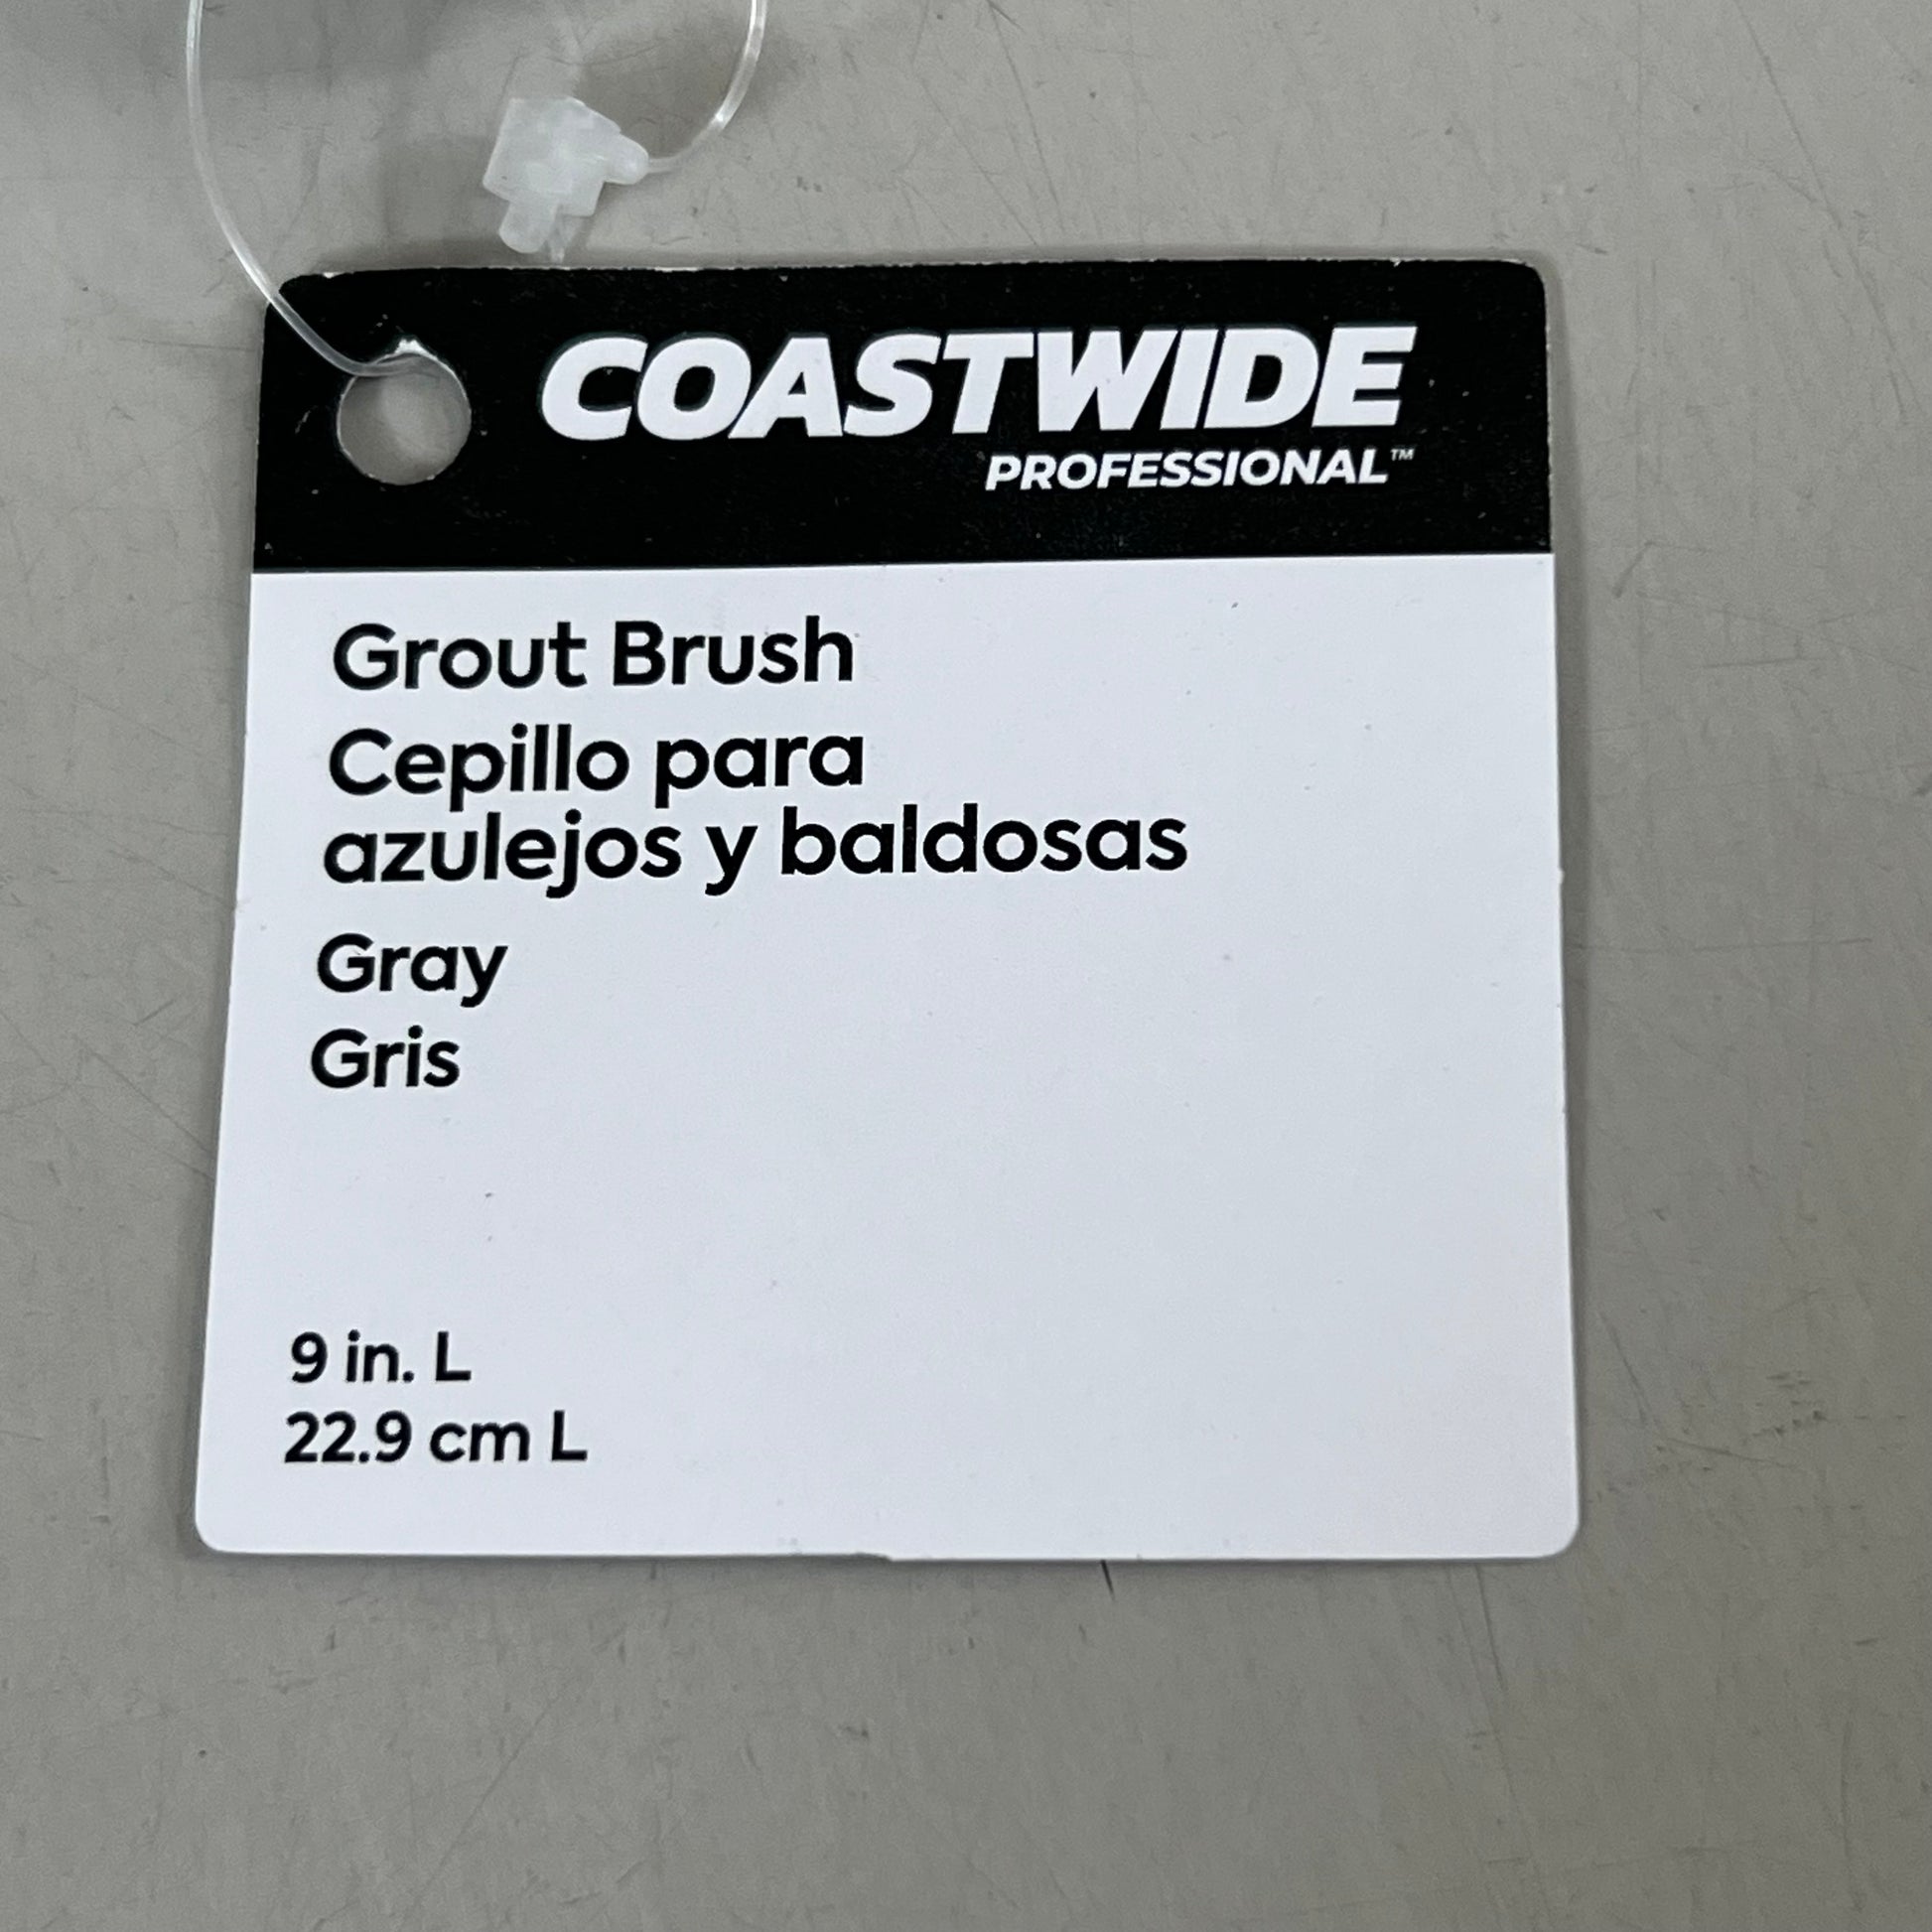 COASTWIDE
PROFESSIONAL™
Grout Brush
Cepillo para
azulejos y baldosas
Gray
Gris
9 in. L
22.9 cm L